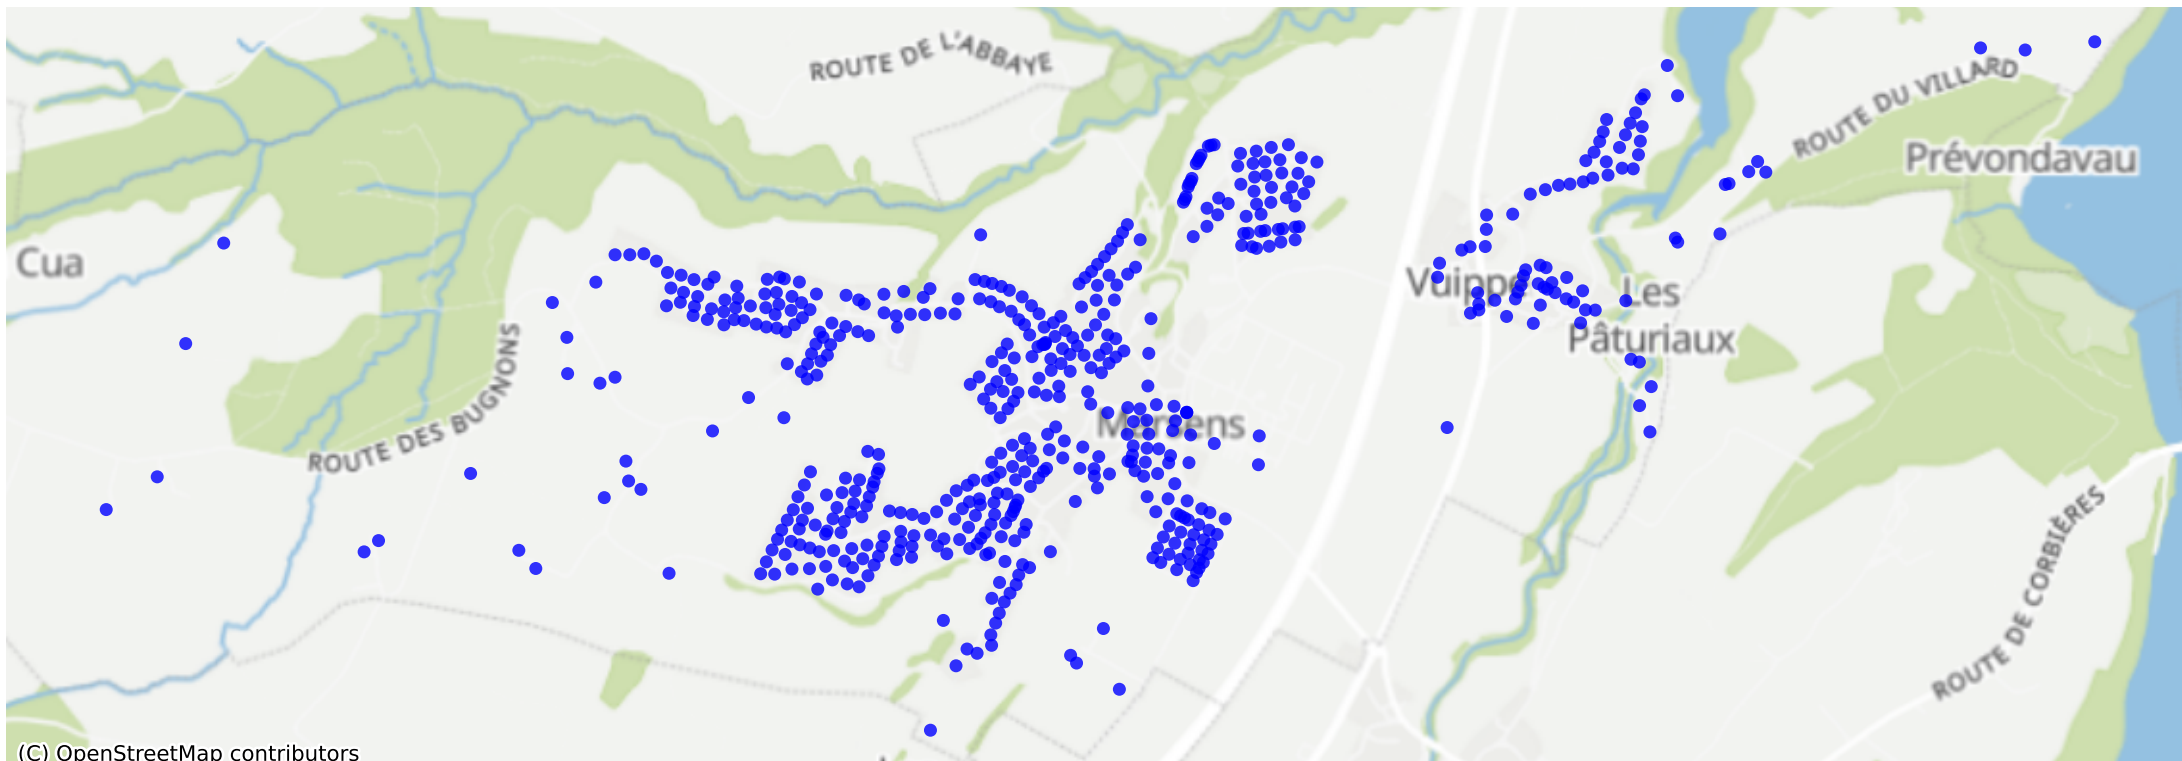 ROUTE DE L'ABBAYE
ROUTE DU VILLARD
Prévondavau
Cua
Les
Pâturiaux
ROUTE DES BUGNONS
ROUTE DE CORBIÈRES
(C) OpenStreetMap contributors